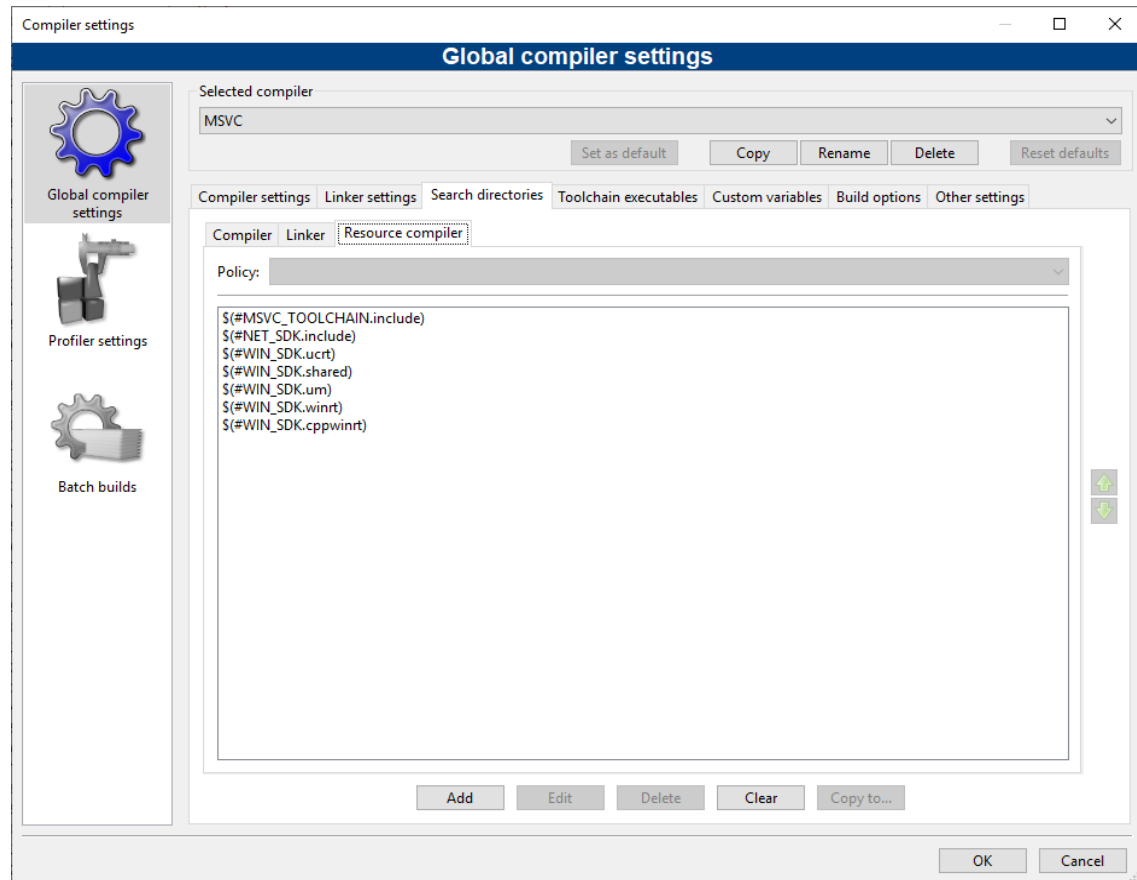 Compiler settings
Global compiler settings
Global compiler
settings
Profiler settings
Batch builds
Selected compiler
MSVC
Set as default Copy Rename Delete Reset defaults
Compiler settings Linker settings Search directories Toolchain executables Custom variables Build options Other settings
Compiler Linker Resource compiler
Policy:
$(#MSVC_TOOLCHAIN.include)
$(#NET_SDK.include)
$(#WIN_SDK.ucrt)
$(#WIN_SDK.shared)
$(#WIN_SDK.um)
$(#WIN_SDK.winrt)
$(#WIN_SDK.cppwinrt)
Add Edit Delete Clear Copy to...
OK Cancel